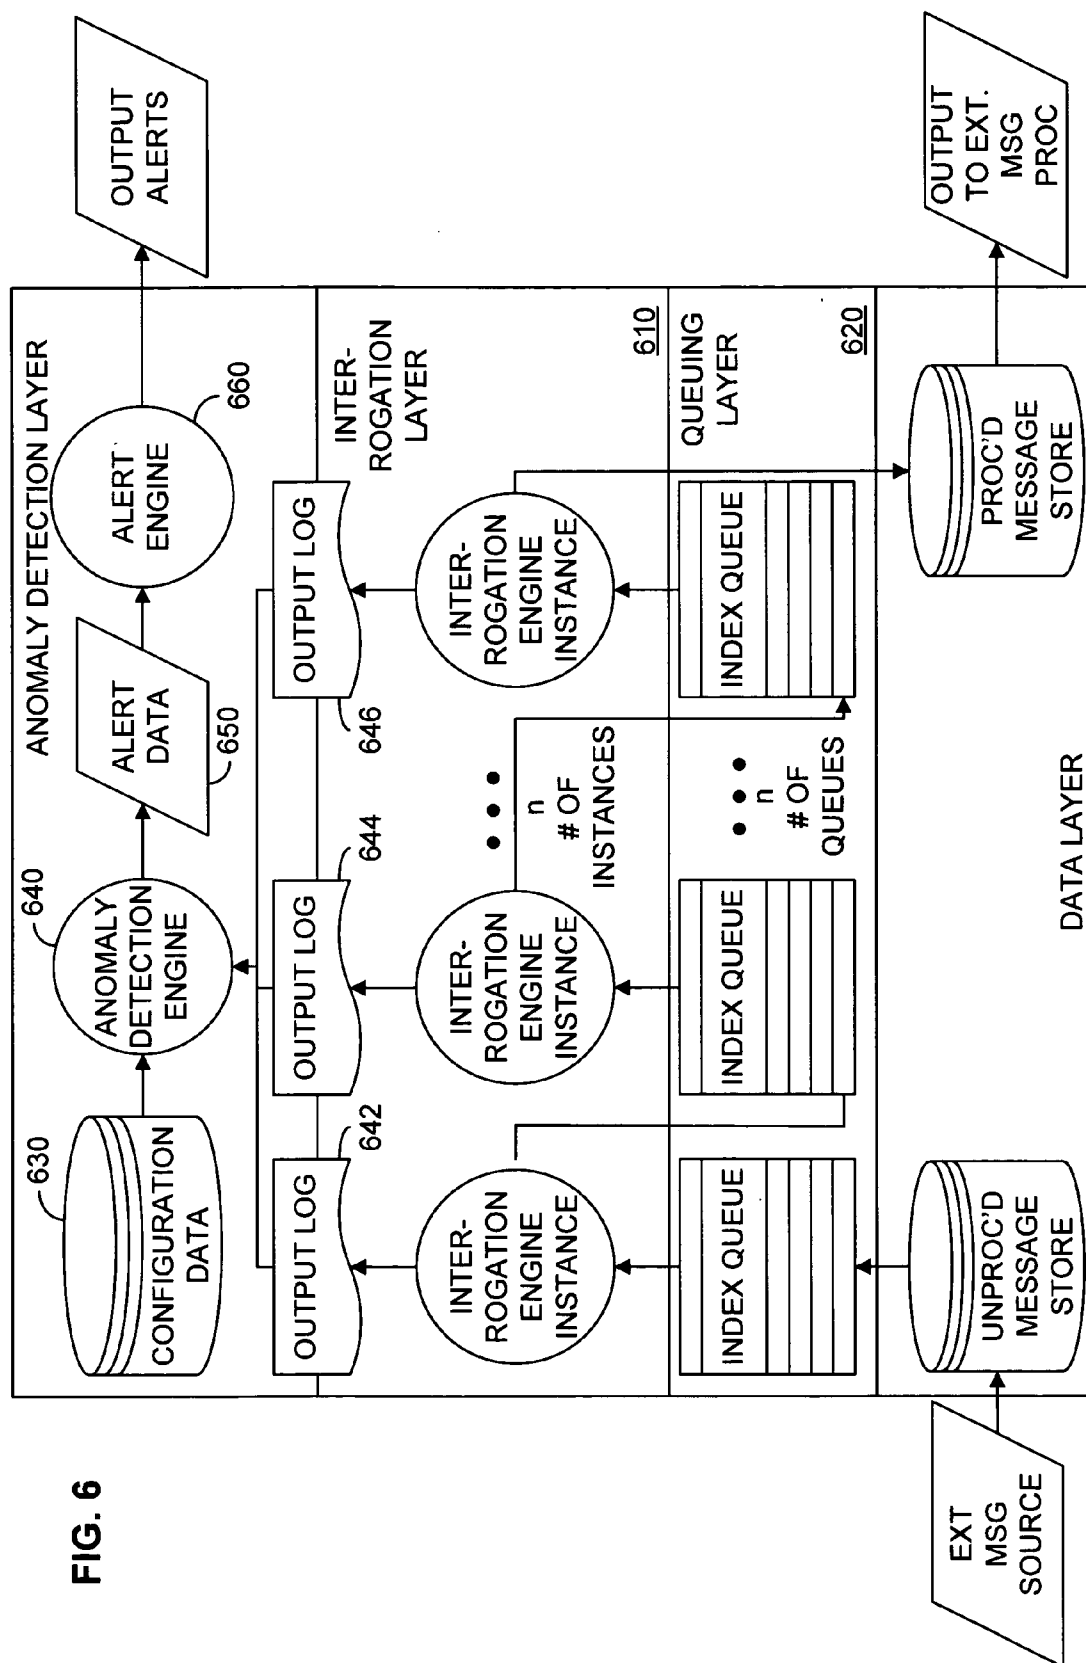 FIG. 6
ANOMALY DETECTION LAYER
630
CONFIGURATION
DATA
640
ANOMALY
DETECTION
ENGINE
ALERT
DATA
650
ALERT
ENGINE
660
OUTPUT
ALERTS
OUTPUT LOG
642
OUTPUT LOG
644
OUTPUT LOG
646
INTER-
ROGATION
LAYER
INTER-
ROGATION
ENGINE
INSTANCE
INTER-
ROGATION
ENGINE
INSTANCE
n
# OF
INSTANCES
INTER-
ROGATION
ENGINE
INSTANCE
610
QUEUING
LAYER
INDEX QUEUE
INDEX QUEUE
n
# OF
QUEUES
INDEX QUEUE
620
EXT
MSG
SOURCE
UNPROC'D
MESSAGE
STORE
DATA LAYER
PROC'D
MESSAGE
STORE
OUTPUT
TO EXT.
MSG
PROC